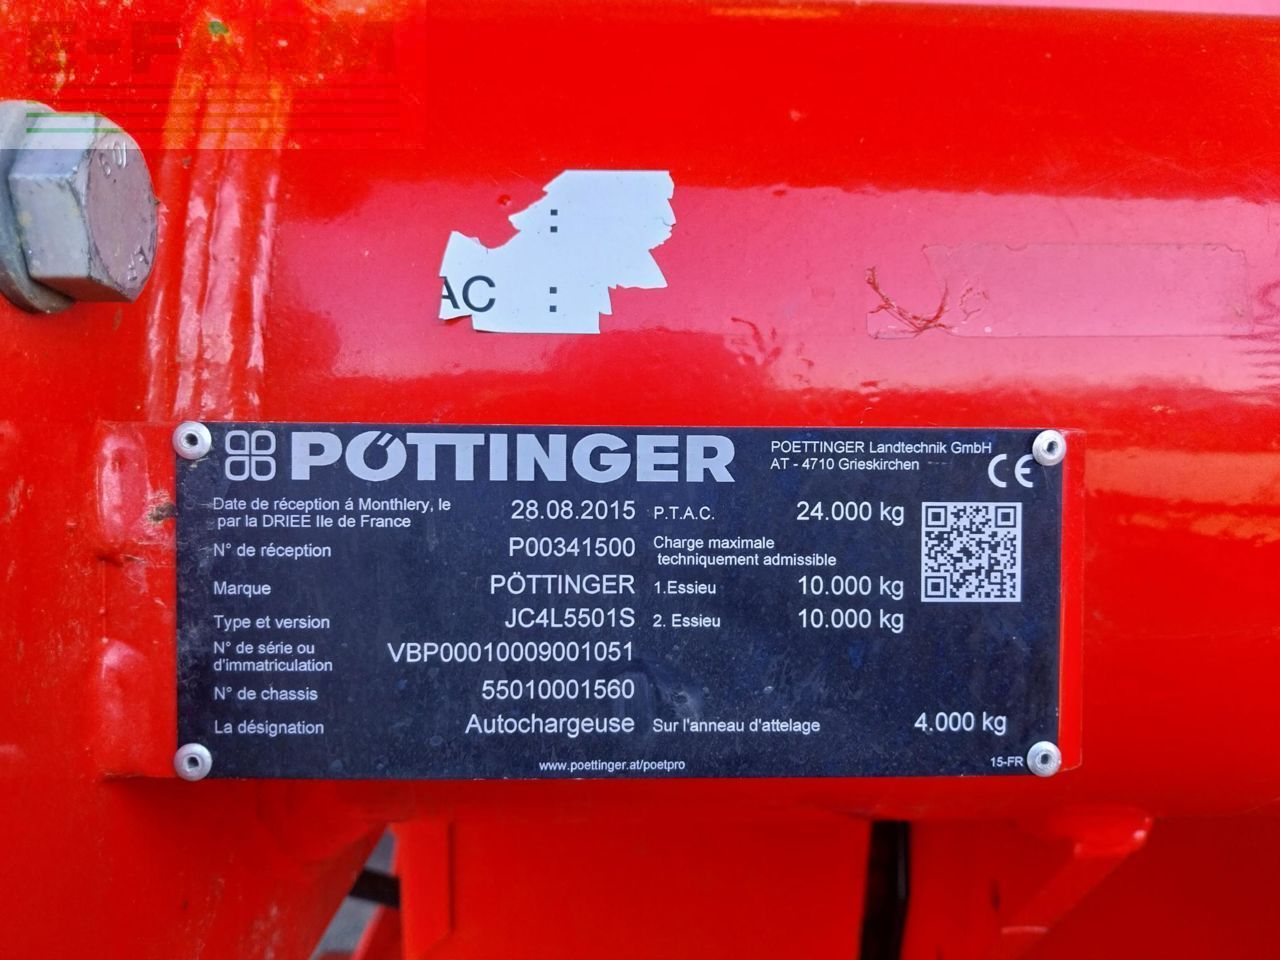 E-FARM
:
AC :
PÖTTINGER
POETTINGER Landtechnik GmbH
AT - 4710 Grieskirchen
CE
Date de réception á Monthlery, le
par la DRIEE Ile de France
28.08.2015
P.T.A.C. 24.000 kg
N° de réception P00341500
Charge maximale
techniquement admissible
Marque PÖTTINGER
1.Essieu 10.000 kg
Type et version JC4L5501S
2. Essieu 10.000 kg
N° de série ou
d'immatriculation
VBP00010009001051
N° de chassis 55010001560
La désignation Autochargeuse
Sur l'anneau d'attelage 4.000 kg
www.poettinger.at/poetpro
15-FR